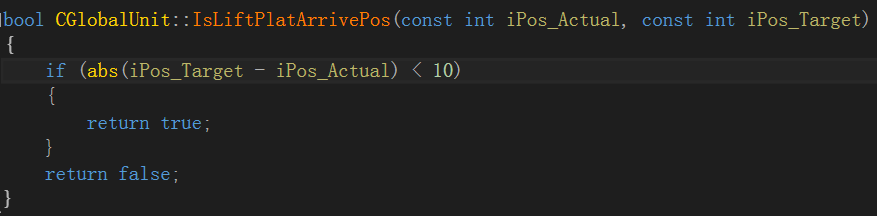 bool CGlobalUnit::IsLiftPlatArrivePos(const int iPos_Actual, const int iPos_Target)
{
    if (abs(iPos_Target - iPos_Actual) < 10)
    {
        return true;
    }
    return false;
}